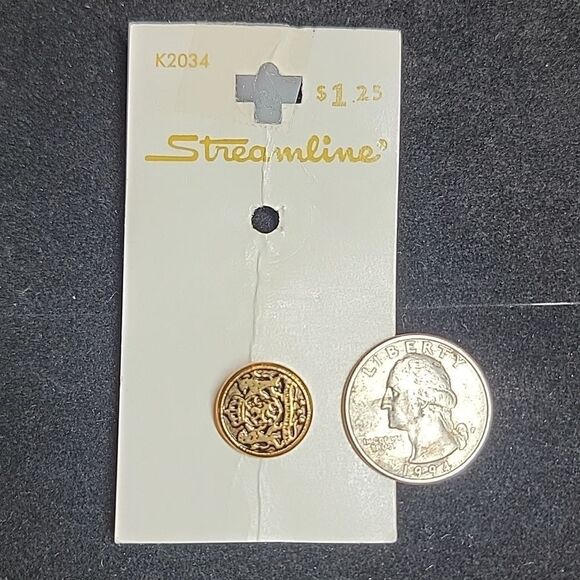 K2034
$1.25
Streamline®
LIBERTY
IN GOD
WE TRUST
1994